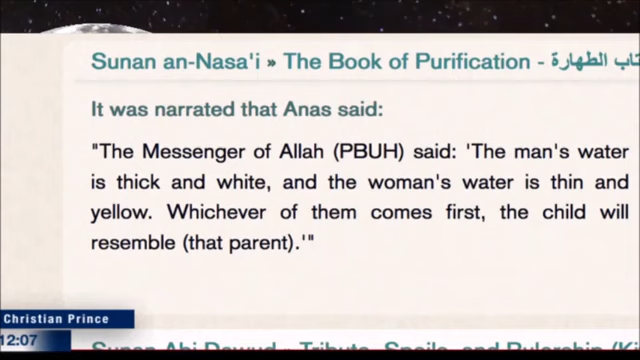 Sunan an-Nasa'i » The Book of Purification - كتاب الطهارة
It was narrated that Anas said:
"The Messenger of Allah (PBUH) said: 'The man's water
is thick and white, and the woman's water is thin and
yellow. Whichever of them comes first, the child will
resemble (that parent).'"
Christian Prince
12:07
Sunan Abi Dawud » Tribute, Spoils, and Rulership